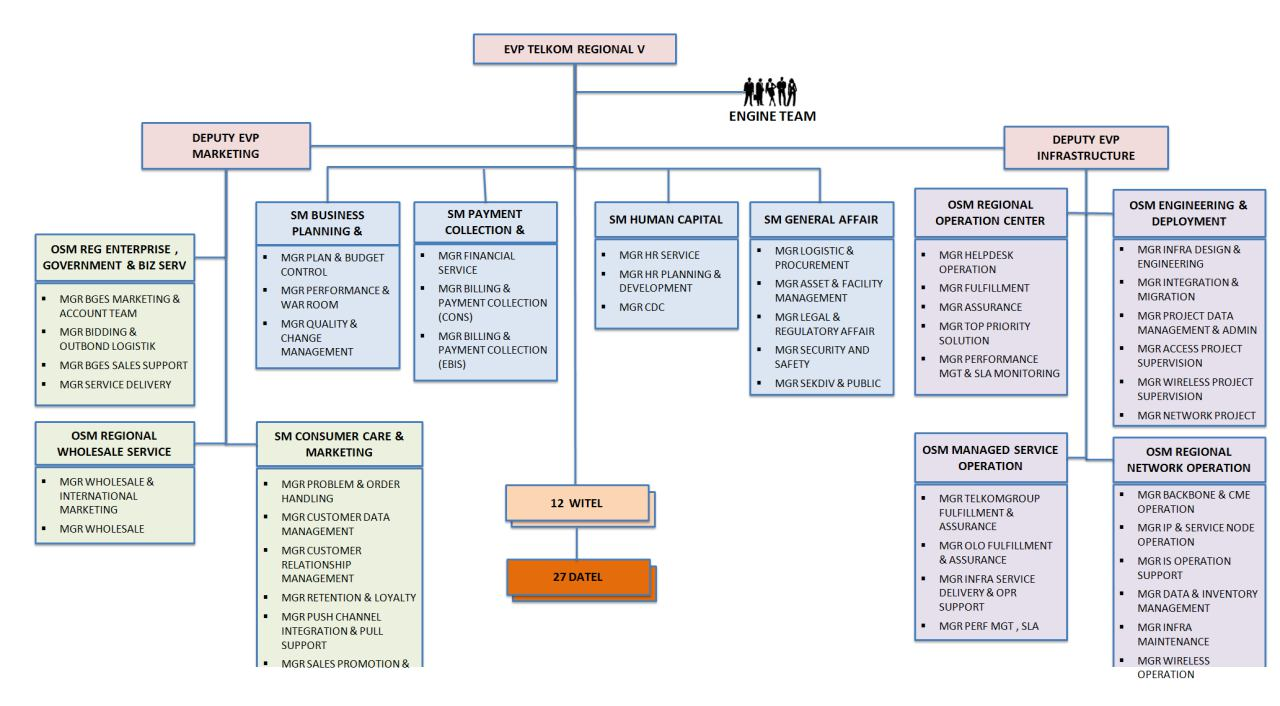 EVP TELKOM REGIONAL V
ENGINE TEAM
DEPUTY EVP
MARKETING
DEPUTY EVP
INFRASTRUCTURE
OSM REG ENTERPRISE ,
GOVERNMENT & BIZ SERV
MGR BGES MARKETING &
ACCOUNT TEAM
MGR BIDDING &
OUTBOND LOGISTIK
MGR BGES SALES SUPPORT
MGR SERVICE DELIVERY
OSM REGIONAL
WHOLESALE SERVICE
MGR WHOLESALE &
INTERNATIONAL
MARKETING
MGR WHOLESALE
SM CONSUMER CARE &
MARKETING
MGR PROBLEM & ORDER
HANDLING
MGR CUSTOMER DATA
MANAGEMENT
MGR CUSTOMER
RELATIONSHIP
MANAGEMENT
MGR RETENTION & LOYALTY
MGR PUSH CHANNEL
INTEGRATION & PULL
SUPPORT
MGR SALES PROMOTION &
SM BUSINESS
PLANNING &
MGR PLAN & BUDGET
CONTROL
MGR PERFORMANCE &
WAR ROOM
MGR QUALITY &
CHANGE
MANAGEMENT
SM PAYMENT
COLLECTION &
MGR FINANCIAL
SERVICE
MGR BILLING &
PAYMENT COLLECTION
(CONS)
MGR BILLING &
PAYMENT COLLECTION
(EBIS)
SM HUMAN CAPITAL
MGR HR SERVICE
MGR HR PLANNING &
DEVELOPMENT
MGR CDC
SM GENERAL AFFAIR
MGR LOGISTIC &
PROCUREMENT
MGR ASSET & FACILITY
MANAGEMENT
MGR LEGAL &
REGULATORY AFFAIR
MGR SECURITY AND
SAFETY
MGR SEKDIV & PUBLIC
12 WITEL
27 DATEL
OSM REGIONAL
OPERATION CENTER
MGR HELPDESK
OPERATION
MGR FULFILLMENT
MGR ASSURANCE
MGR TOP PRIORITY
SOLUTION
MGR PERFORMANCE
MGT & SLA MONITORING
OSM ENGINEERING &
DEPLOYMENT
MGR INFRA DESIGN &
ENGINEERING
MGR INTEGRATION &
MIGRATION
MGR PROJECT DATA
MANAGEMENT & ADMIN
MGR ACCESS PROJECT
SUPERVISION
MGR WIRELESS PROJECT
SUPERVISION
MGR NETWORK PROJECT
OSM MANAGED SERVICE
OPERATION
MGR TELKOMGROUP
FULFILLMENT &
ASSURANCE
MGR OLO FULFILLMENT
& ASSURANCE
MGR INFRA SERVICE
DELIVERY & OPR
SUPPORT
MGR PERF MGT , SLA
OSM REGIONAL
NETWORK OPERATION
MGR BACKBONE & CME
OPERATION
MGR IP & SERVICE NODE
OPERATION
MGR IS OPERATION
SUPPORT
MGR DATA & INVENTORY
MANAGEMENT
MGR INFRA
MAINTENANCE
MGR WIRELESS
OPERATION